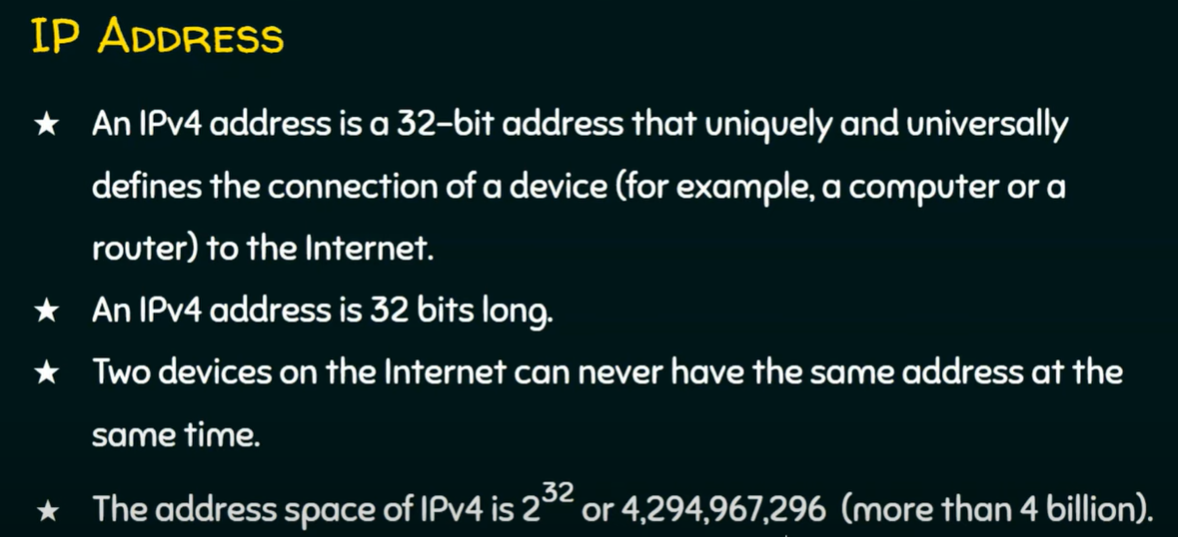 IP ADDRESS
★ An IPv4 address is a 32-bit address that uniquely and universally
defines the connection of a device (for example, a computer or a
router) to the Internet.
★ An IPv4 address is 32 bits long.
★ Two devices on the Internet can never have the same address at the
same time.
★ The address space of IPv4 is 2³² or 4,294,967,296 (more than 4 billion).